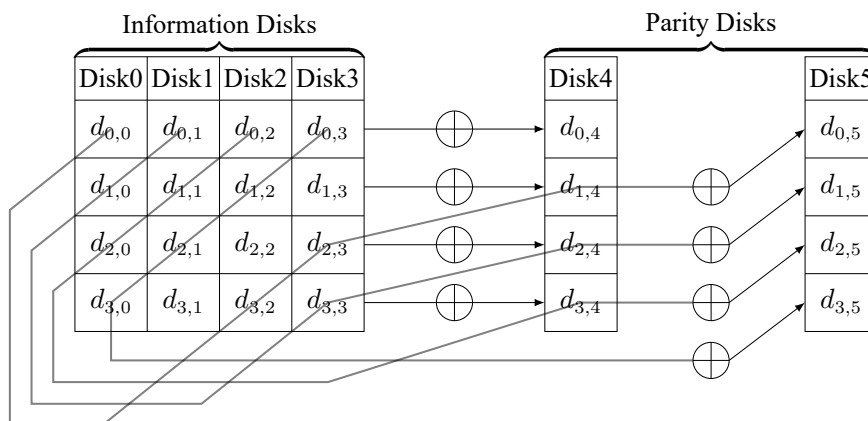 Information Disks Parity Disks
Disk0 Disk1 Disk2 Disk3 Disk4 Disk5
d0,0 d0,1 d0,2 d0,3 d0,4 d0,5
d1,0 d1,1 d1,2 d1,3 d1,4 d1,5
d2,0 d2,1 d2,2 d2,3 d2,4 d2,5
d3,0 d3,1 d3,2 d3,3 d3,4 d3,5